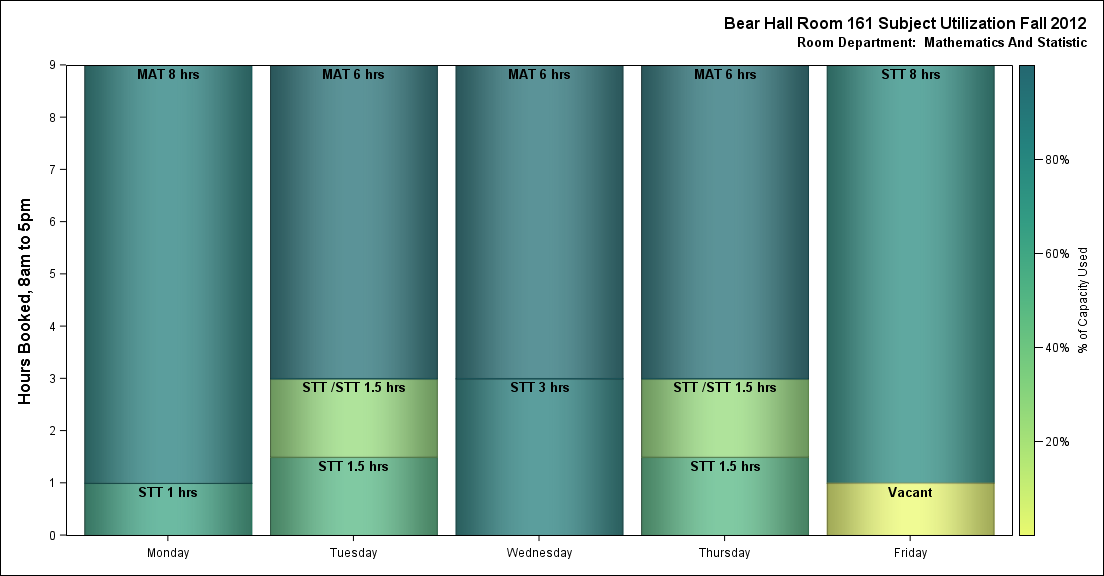 Bear Hall Room 161 Subject Utilization Fall 2012
Room Department:  Mathematics And Statistic
Hours Booked, 8am to 5pm
9
8
7
6
5
4
3
2
1
0
MAT 8 hrs
STT 1 hrs
MAT 6 hrs
STT /STT 1.5 hrs
STT 1.5 hrs
MAT 6 hrs
STT 3 hrs
MAT 6 hrs
STT /STT 1.5 hrs
STT 1.5 hrs
STT 8 hrs
Vacant
Monday
Tuesday
Wednesday
Thursday
Friday
80%
60%
40%
20%
% of Capacity Used